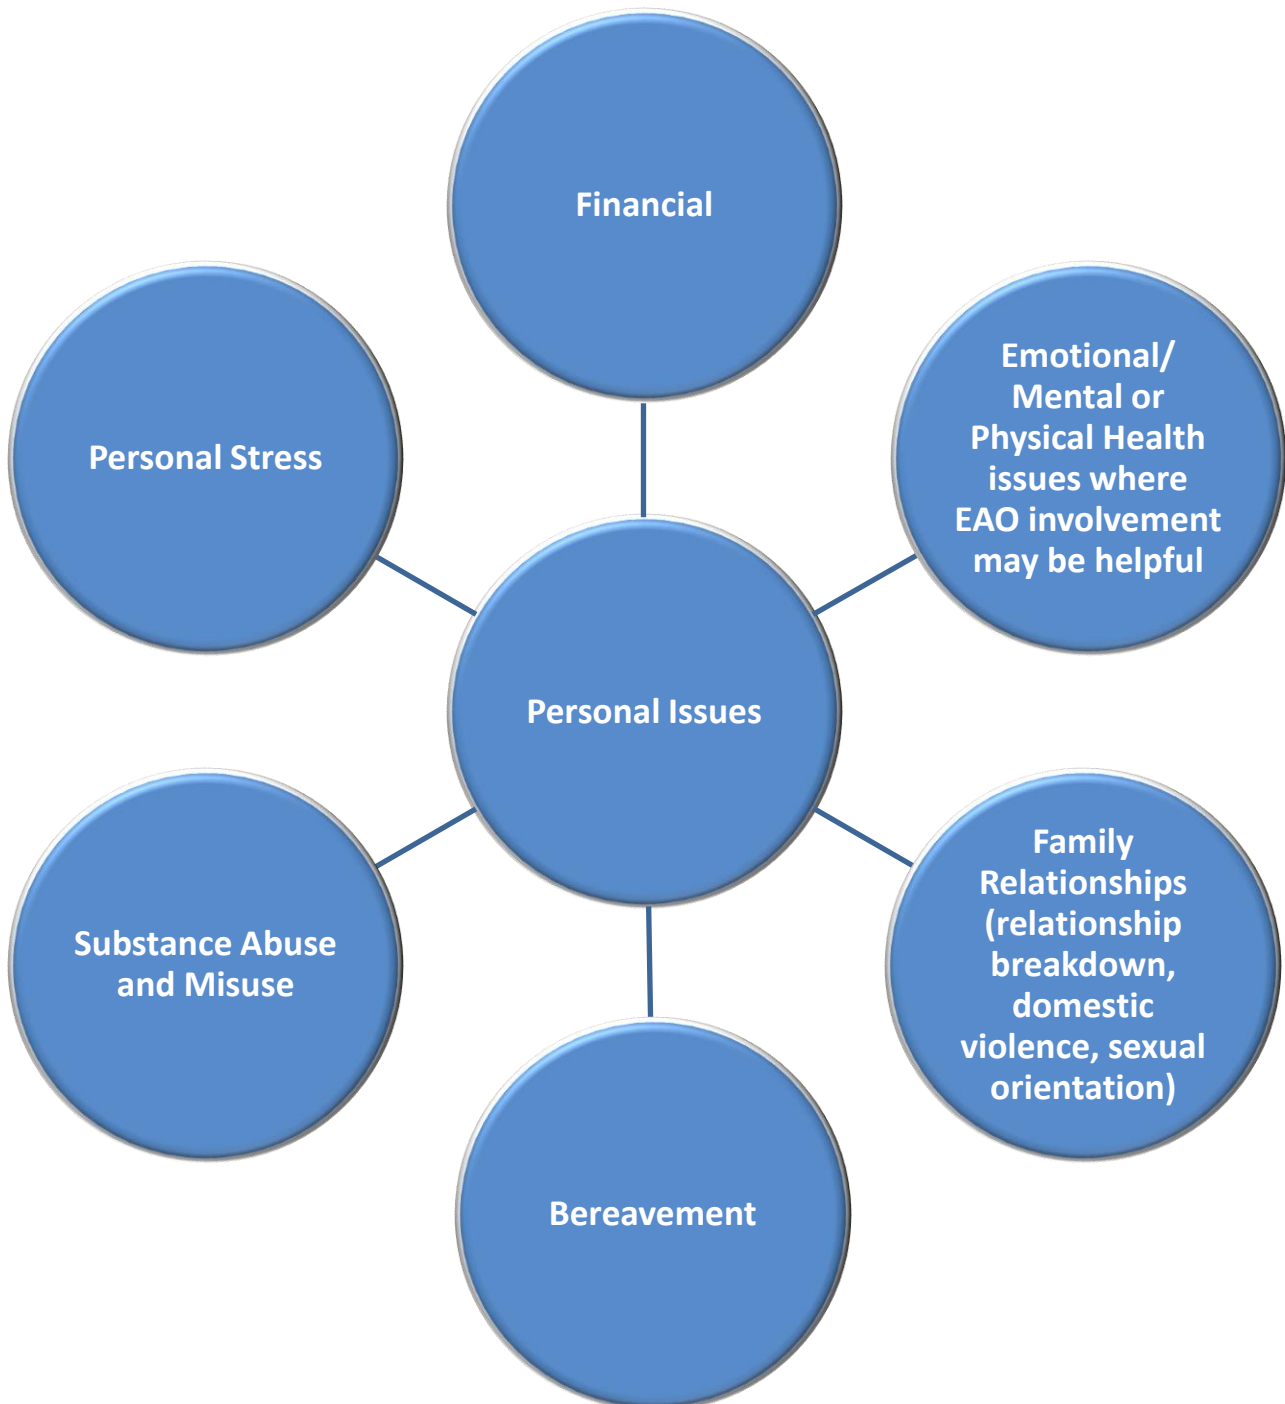 Financial
Emotional/
Mental or
Physical Health
issues where
EAO involvement
may be helpful
Personal Stress
Personal Issues
Family
Relationships
(relationship
breakdown,
domestic
violence, sexual
orientation)
Substance Abuse
and Misuse
Bereavement